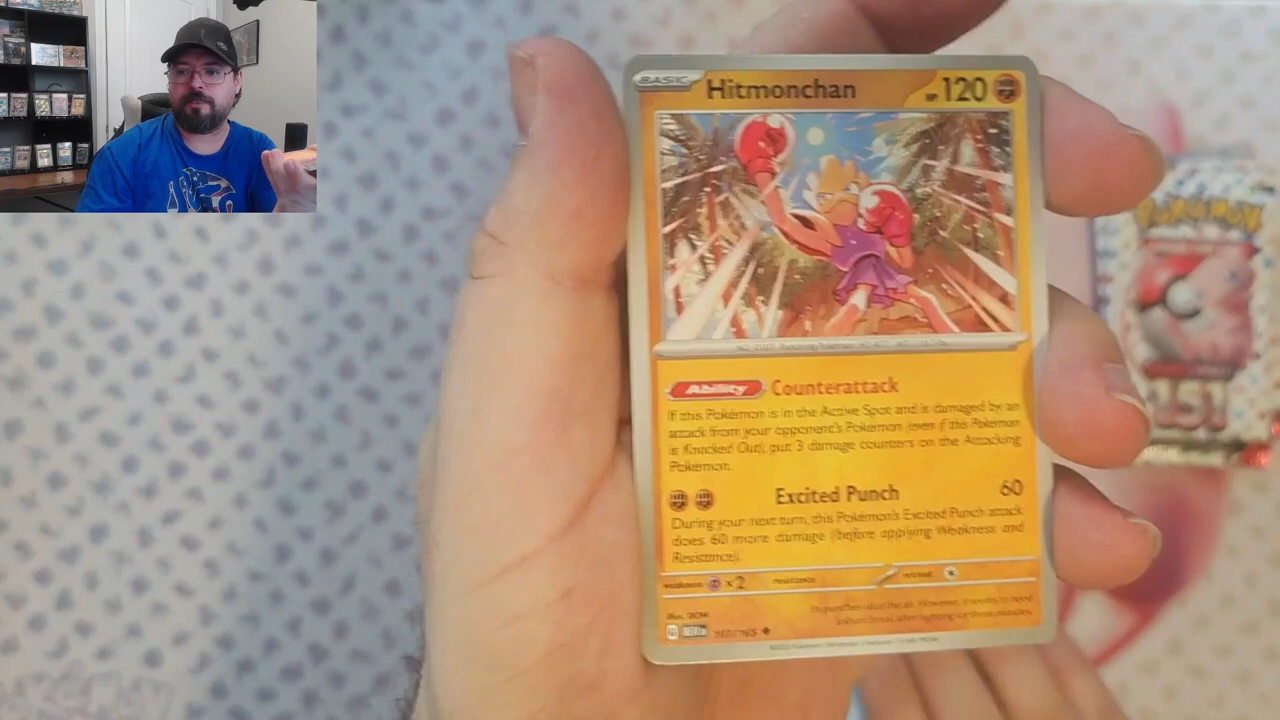 BASIC Hitmonchan HP 120
Ability Counterattack
If this Pokémon is in the Active Spot and is damaged by an
attack from your opponent's Pokémon (even if this Pokémon
is Knocked Out), put 3 damage counters on the Attacking
Pokémon.
Excited Punch 60
During your next turn, this Pokémon's Excited Punch attack
does 60 more damage (before applying Weakness and
Resistance).
weakness x2 resistance retreat
Pokémon
151